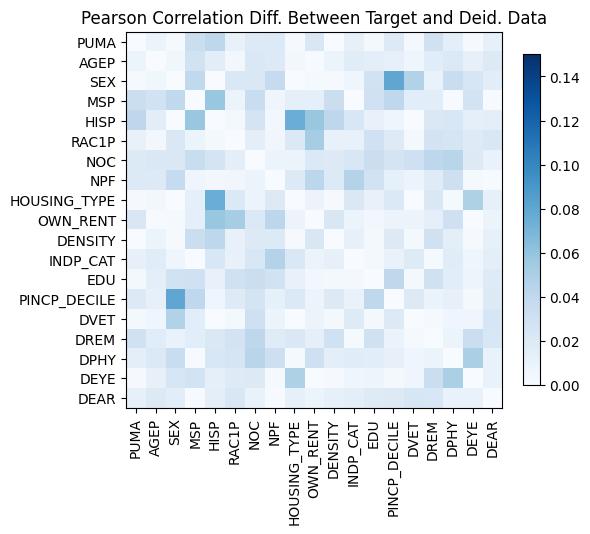 Pearson Correlation Diff. Between Target and Deid. Data
PUMA
AGEP
SEX
MSP
HISP
RAC1P
NOC
NPF
HOUSING_TYPE
OWN_RENT
DENSITY
INDP_CAT
EDU
PINCP_DECILE
DVET
DREM
DPHY
DEYE
DEAR
PUMA
AGEP
SEX
MSP
HISP
RAC1P
NOC
NPF
HOUSING_TYPE
OWN_RENT
DENSITY
INDP_CAT
EDU
PINCP_DECILE
DVET
DREM
DPHY
DEYE
DEAR
0.14
0.12
0.10
0.08
0.06
0.04
0.02
0.00